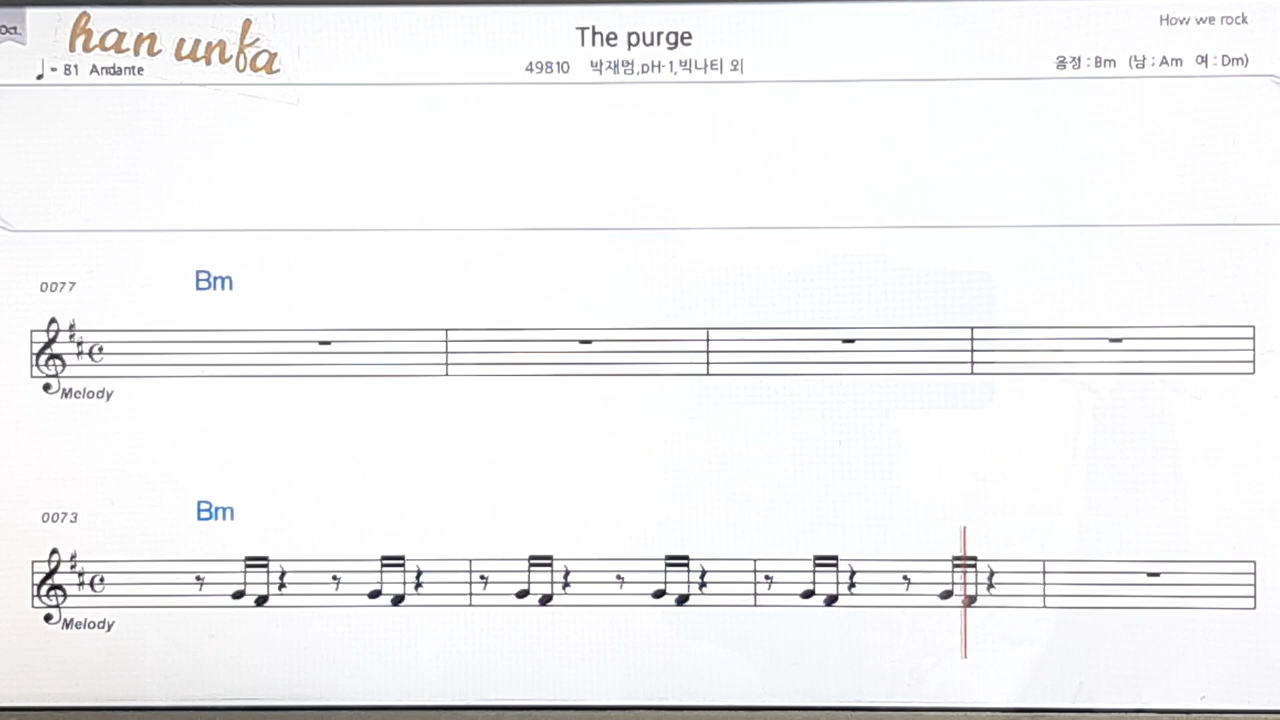 Oct.
han unfa
♩= 81 Andante
The purge
49810 박재범,pH-1,빅나티 외
How we rock
음정 : Bm (남 : Am 여 : Dm)
0077
Bm
Melody
0073
Bm
Melody